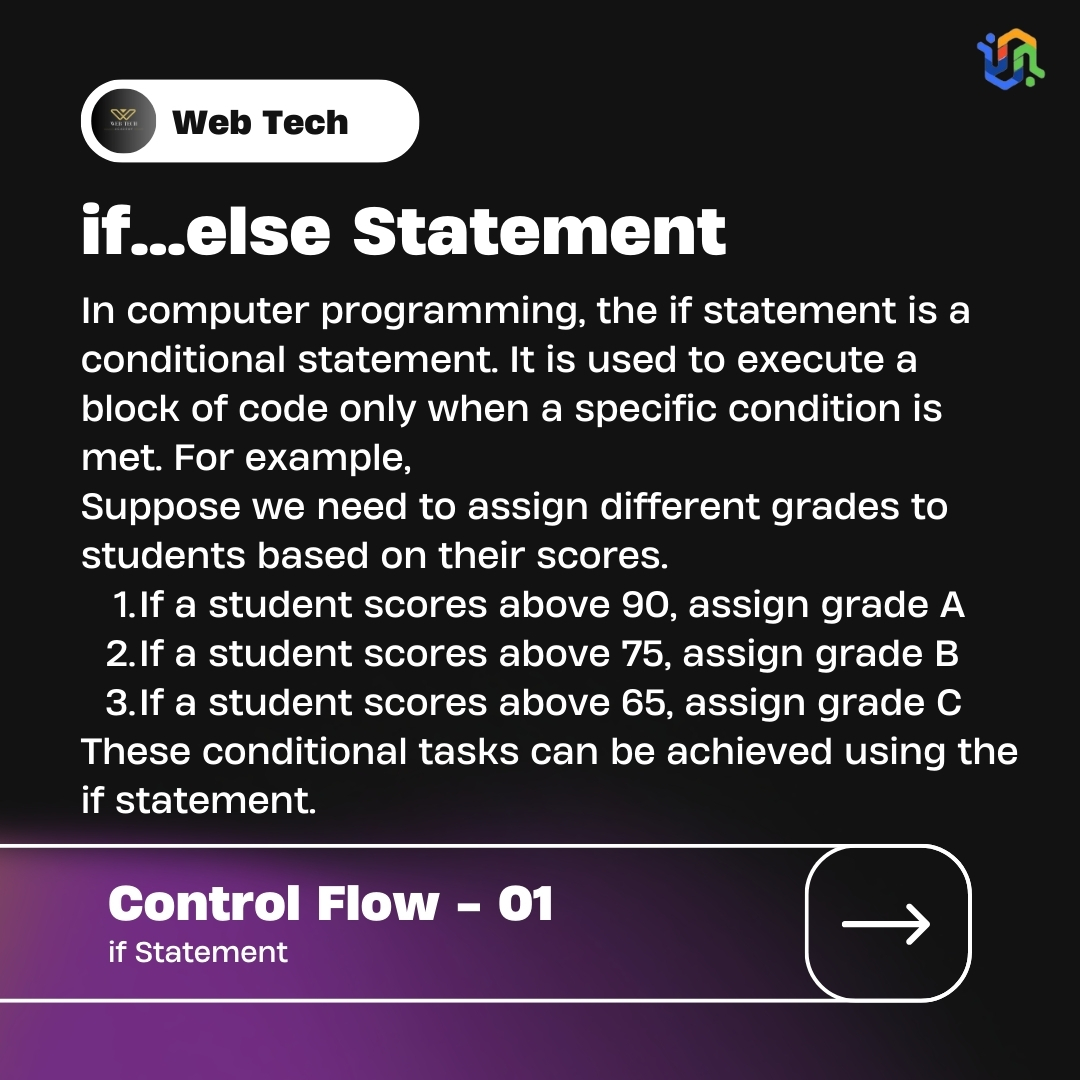 WEB TECH
Web Tech
if...else Statement
In computer programming, the if statement is a
conditional statement. It is used to execute a
block of code only when a specific condition is
met. For example,
Suppose we need to assign different grades to
students based on their scores.
1.If a student scores above 90, assign grade A
2.If a student scores above 75, assign grade B
3.If a student scores above 65, assign grade C
These conditional tasks can be achieved using the
if statement.
Control Flow - 01
if Statement